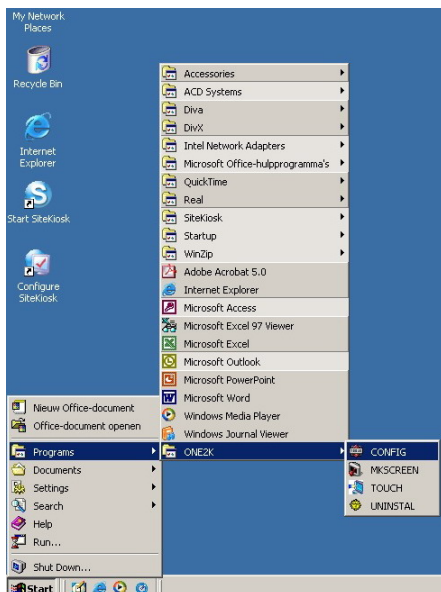 My Network
Places
Recycle Bin
Internet
Explorer
Start SiteKiosk
Configure
SiteKiosk
Accessories
ACD Systems
Diva
DivX
Intel Network Adapters
Microsoft Office-hulpprogramma's
QuickTime
Real
SiteKiosk
Startup
WinZip
Adobe Acrobat 5.0
Internet Explorer
Microsoft Access
Microsoft Excel 97 Viewer
Microsoft Excel
Microsoft Outlook
Microsoft PowerPoint
Microsoft Word
Windows Media Player
Windows Journal Viewer
ONE2K
Nieuw Office-document
Office-document openen
Programs
Documents
Settings
Search
Help
Run...
Shut Down...
CONFIG
MKSCREEN
TOUCH
UNINSTAL
Start